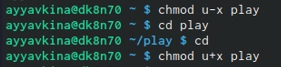 ayyavkina@dk8n70 ~ $ chmod u-x play
ayyavkina@dk8n70 ~ $ cd play
ayyavkina@dk8n70 ~/play $ cd
ayyavkina@dk8n70 ~ $ chmod u+x play